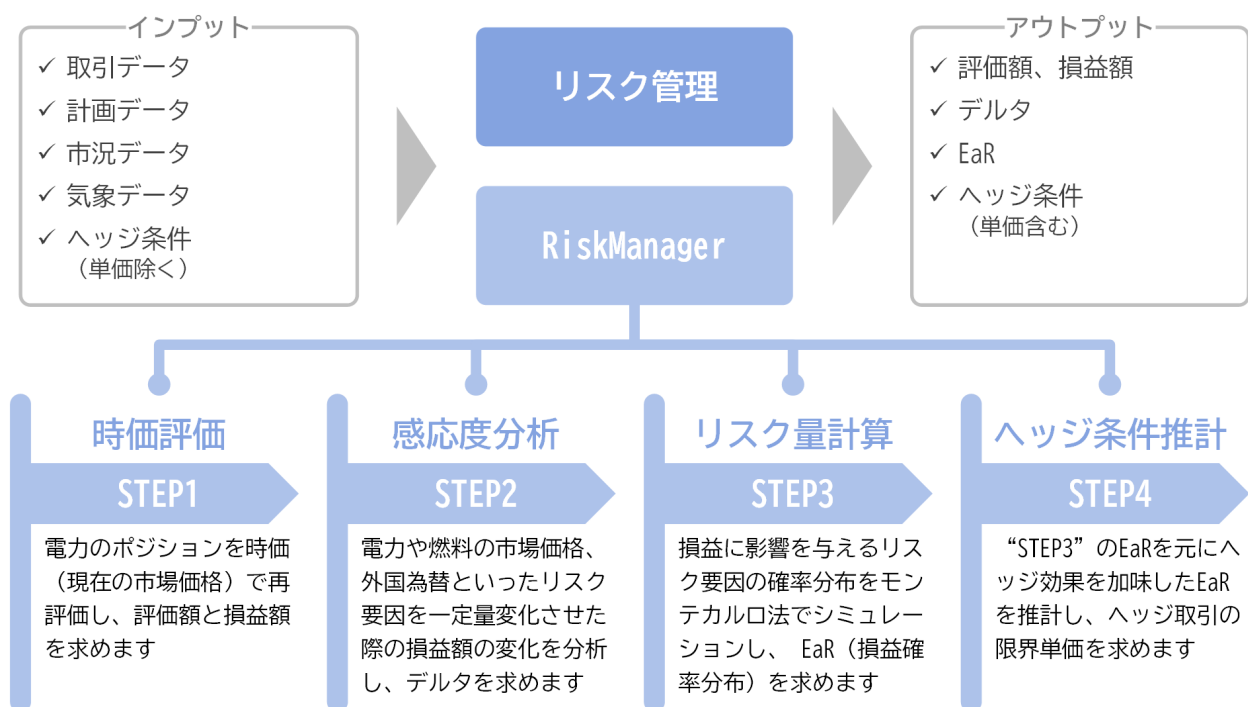 インプット
✓ 取引データ
✓ 計画データ
✓ 市況データ
✓ 気象データ
✓ ヘッジ条件
（単価除く）
リスク管理
RiskManager
アウトプット
✓ 評価額、損益額
✓ デルタ
✓ EaR
✓ ヘッジ条件
（単価含む）
時価評価
STEP1
電力のポジションを時価
（現在の市場価格）で再
評価し、評価額と損益額
を求めます
感応度分析
STEP2
電力や燃料の市場価格、
外国為替といったリスク
要因を一定量変化させた
際の損益額の変化を分析
し、デルタを求めます
リスク量計算
STEP3
損益に影響を与えるリス
ク要因の確率分布をモン
テカルロ法でシミュレー
ションし、 EaR（損益確
率分布）を求めます
ヘッジ条件推計
STEP4
“STEP3”のEaRを元にヘ
ッジ効果を加味したEaR
を推計し、ヘッジ取引の
限界単価を求めます